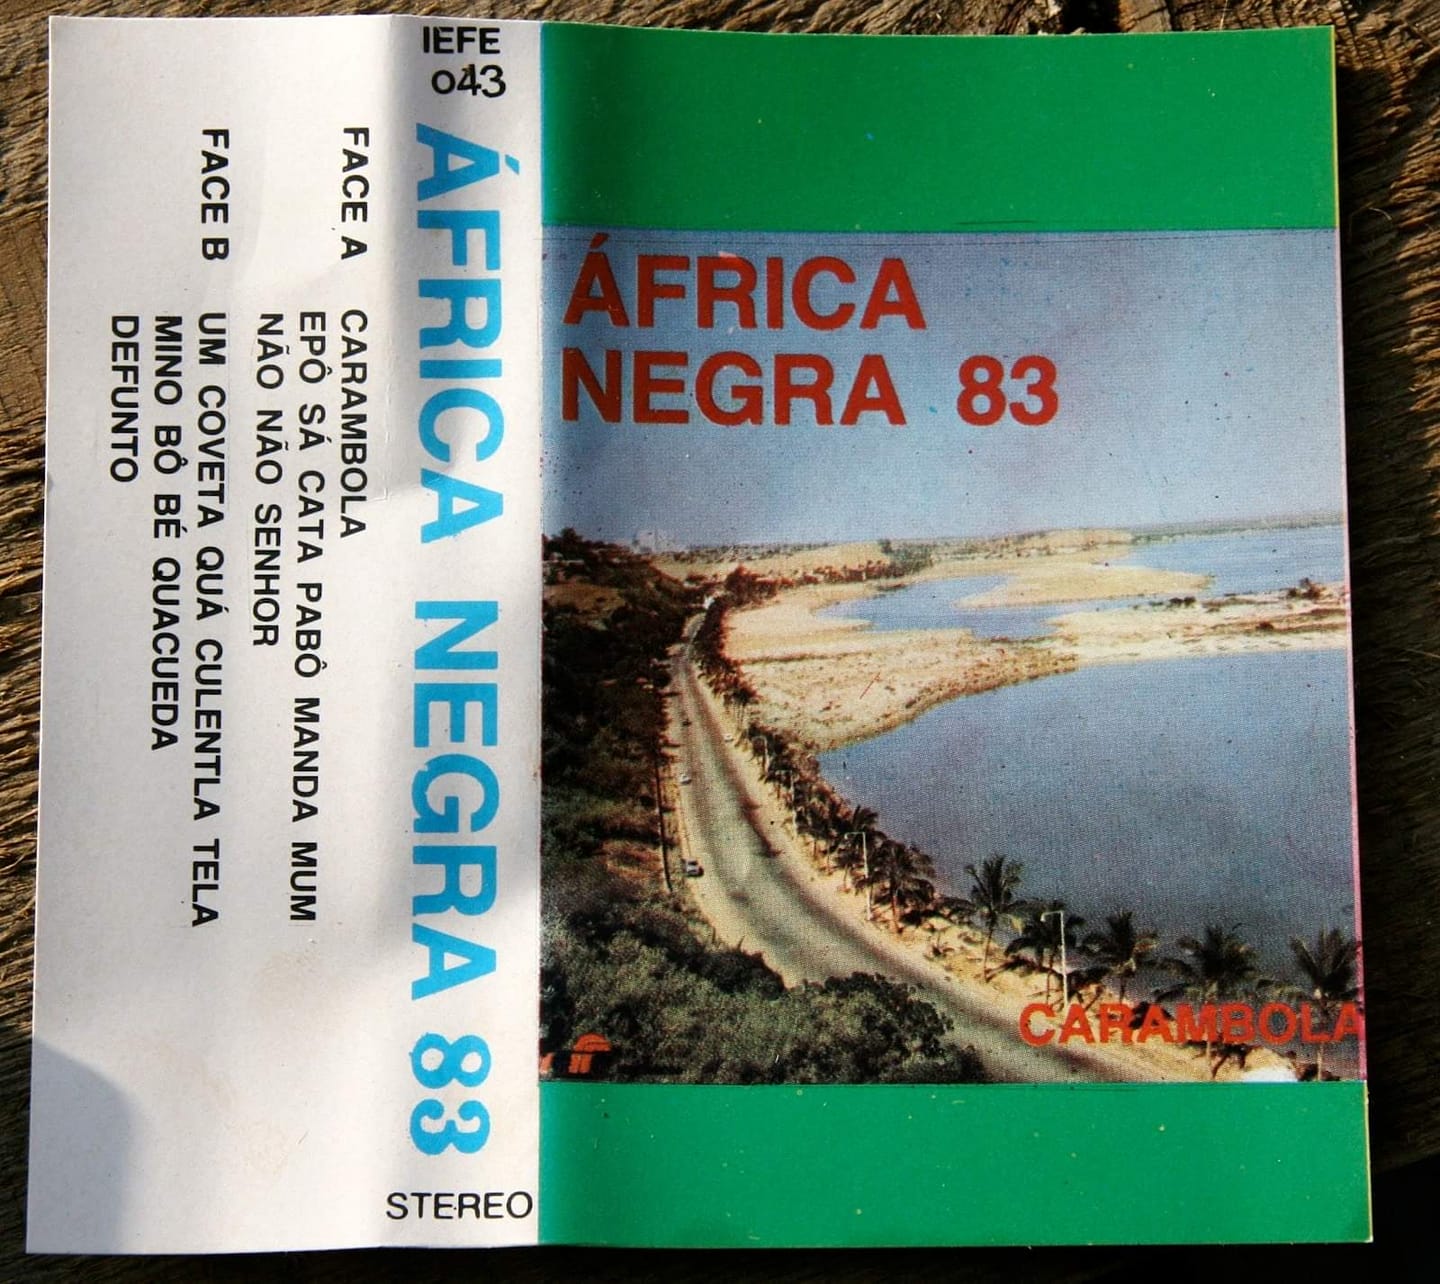 IEFE
043
ÁFRICA NEGRA 83
STEREO
FACE A CARAMBOLA
EPÔ SÁ CATA PABÔ MANDA MUM
NÃO NÃO SENHOR
FACE B UM COVETA QUÁ CULENTLA TELA
MINO BÔ BÉ QUACUEDA
DEFUNTO
ÁFRICA
NEGRA 83
CARAMBOLA